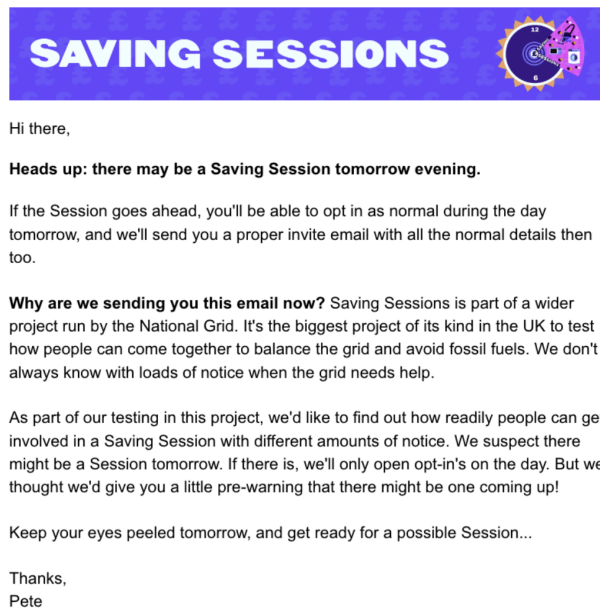 SAVING SESSIONS
12
£
6
Hi there,
Heads up: there may be a Saving Session tomorrow evening.
If the Session goes ahead, you'll be able to opt in as normal during the day
tomorrow, and we'll send you a proper invite email with all the normal details then
too.
Why are we sending you this email now? Saving Sessions is part of a wider
project run by the National Grid. It's the biggest project of its kind in the UK to test
how people can come together to balance the grid and avoid fossil fuels. We don't
always know with loads of notice when the grid needs help.
As part of our testing in this project, we'd like to find out how readily people can ge
involved in a Saving Session with different amounts of notice. We suspect there
might be a Session tomorrow. If there is, we'll only open opt-in's on the day. But we
thought we'd give you a little pre-warning that there might be one coming up!
Keep your eyes peeled tomorrow, and get ready for a possible Session...
Thanks,
Pete